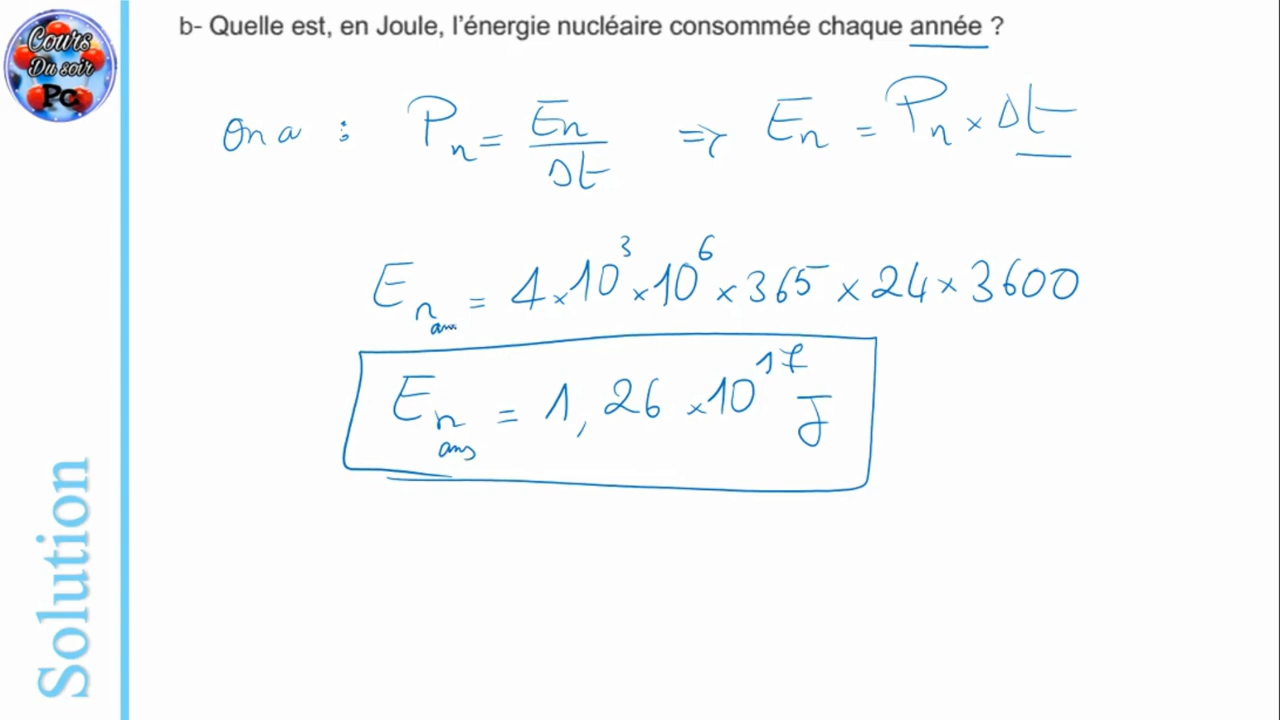 Cours
Du soir
PC
b- Quelle est, en Joule, l’énergie nucléaire consommée chaque année ?
On a : Pn = En / Δt => En = Pn × Δt
En ans = 4 × 10³ × 10⁶ × 365 × 24 × 3600
En ans = 1,26 × 10¹⁷ J
Solution